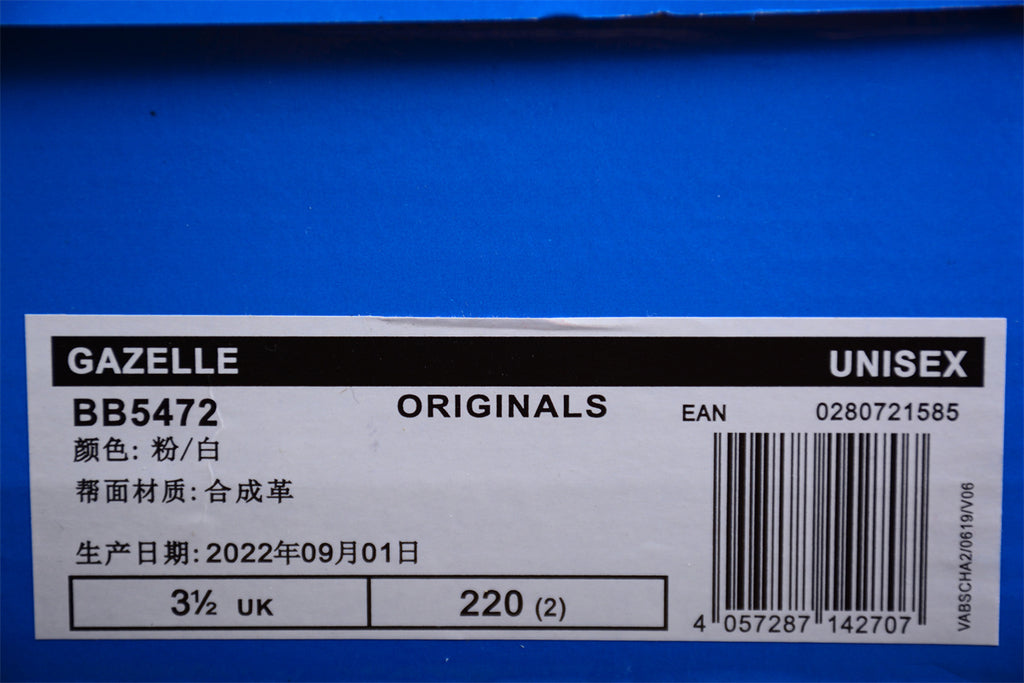 GAZELLE UNISEX
BB5472 ORIGINALS EAN 0280721585
颜色: 粉/白
帮面材质: 合成革
生产日期: 2022年09月01日
3½ UK 220 (2)
4 057287 142707
VABSCHA2/0619/V06